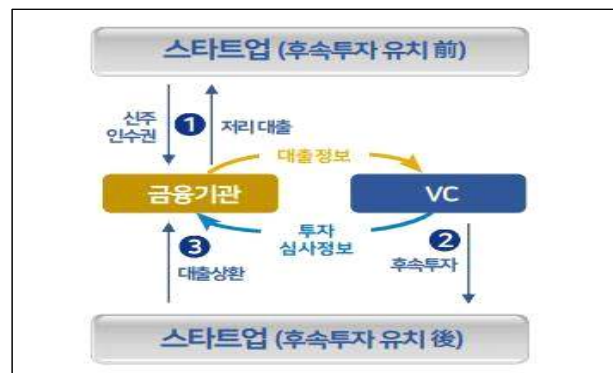 스타트업 (후속투자 유치 前)
신주
인수권
1
저리 대출
대출정보
금융기관
VC
투자
심사정보
3
대출상환
2
후속투자
스타트업 (후속투자 유치 後)